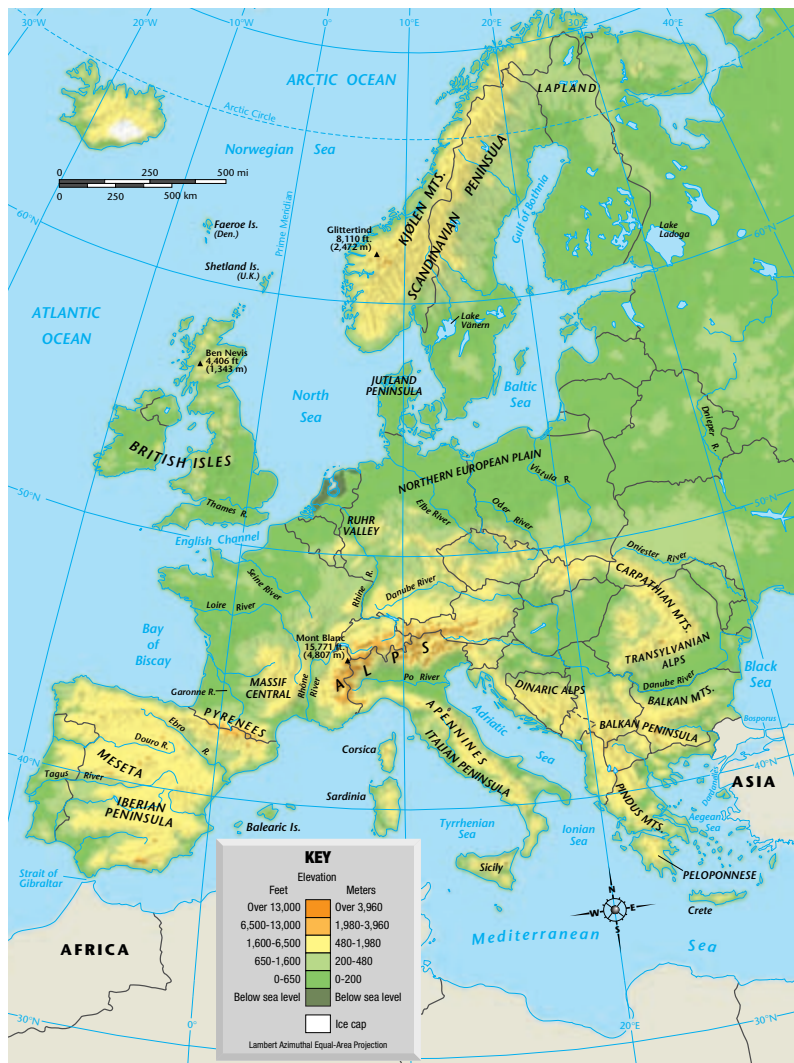 30°W
20°W
10°W
0°
10°E
20°E
30°E
40°E
ARCTIC OCEAN
LAPLAND
Arctic Circle
Norwegian Sea
0 250 500 mi
0 250 500 km
60°N
Prime Meridian
Faeroe Is.
(Den.)
Shetland Is.
(U.K.)
Glittertind
8,110 ft.
(2,472 m)
KJØLEN MTS.
SCANDINAVIAN PENINSULA
Gulf of Bothnia
Lake
Ladoga
60°N
ATLANTIC
OCEAN
Lake
Vänern
Ben Nevis
4,406 ft
(1,343 m)
North
Sea
JUTLAND
PENINSULA
Baltic
Sea
Dnieper R.
BRITISH ISLES
NORTHERN EUROPEAN PLAIN
Vistula R.
50°N
Thames R.
RUHR
VALLEY
Elbe River
Oder River
50°N
English Channel
Dniester River
Seine River
Rhine R.
Danube River
CARPATHIAN MTS.
Loire River
Bay
of
Biscay
Mont Blanc
15,771 ft.
(4,807 m)
ALPS
TRANSYLVANIAN
ALPS
Black
Sea
MASSIF
CENTRAL
Garonne R.
Rhône
River
Po River
DINARIC ALPS
Danube River
BALKAN MTS.
PYRENEES
APENNINES
Adriatic Sea
BALKAN PENINSULA
Bosporus
Ebro R.
Douro R.
Corsica
ITALIAN PENINSULA
40°N
MESETA
40°N
ASIA
Tagus River
IBERIAN
PENINSULA
Sardinia
PINDUS MTS.
Dardanelles
Aegean
Sea
Balearic Is.
Tyrrhenian
Sea
Ionian
Sea
Strait of
Gibraltar
Sicily
PELOPONNESE
Crete
N
W E
S
AFRICA
Mediterranean Sea
KEY
Elevation
Feet Meters
Over 13,000 Over 3,960
6,500-13,000 1,980-3,960
1,600-6,500 480-1,980
650-1,600 200-480
0-650 0-200
Below sea level Below sea level
Ice cap
Lambert Azimuthal Equal-Area Projection
30°N
0°
20°E
30°N